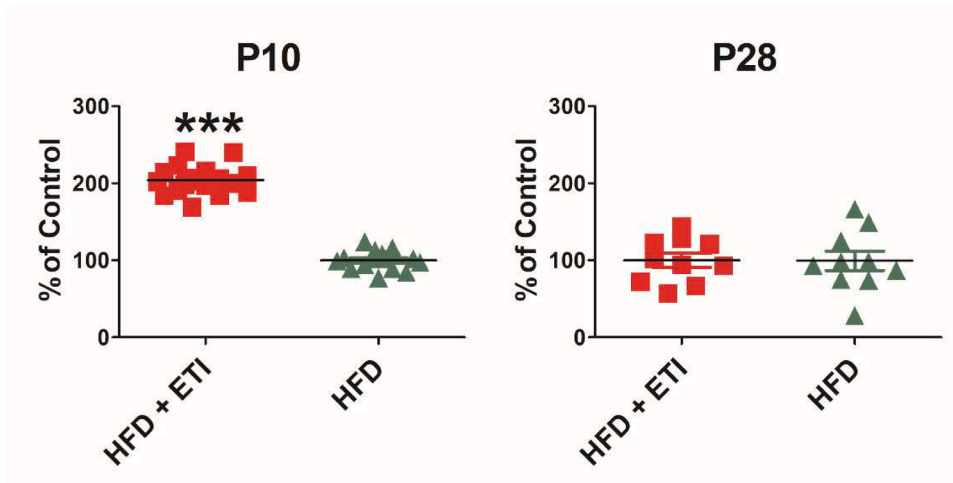 P10
P28
% of Control
300
200
100
0
***
HFD + ETI
HFD
% of Control
300
200
100
0
HFD + ETI
HFD